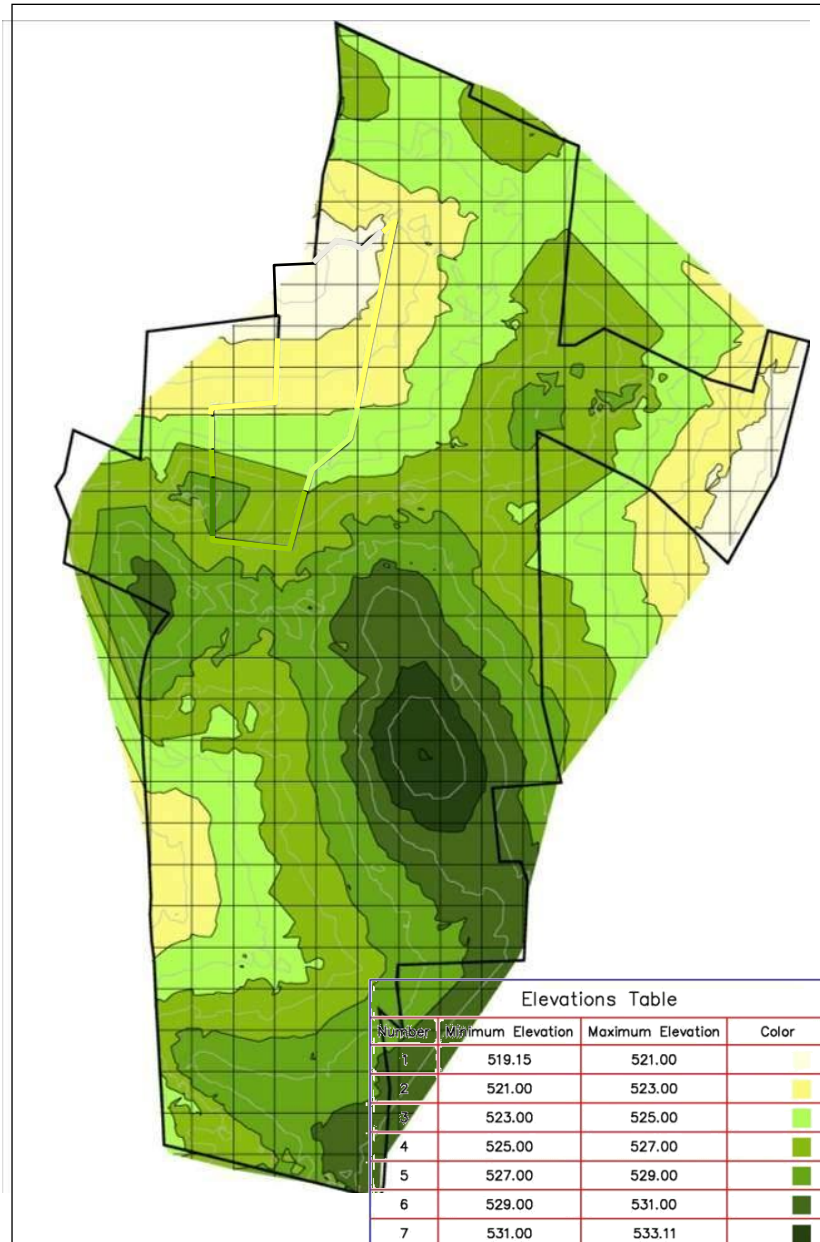 Elevations Table
Number Minimum Elevation Maximum Elevation Color
1 519.15 521.00
2 521.00 523.00
3 523.00 525.00
4 525.00 527.00
5 527.00 529.00
6 529.00 531.00
7 531.00 533.11